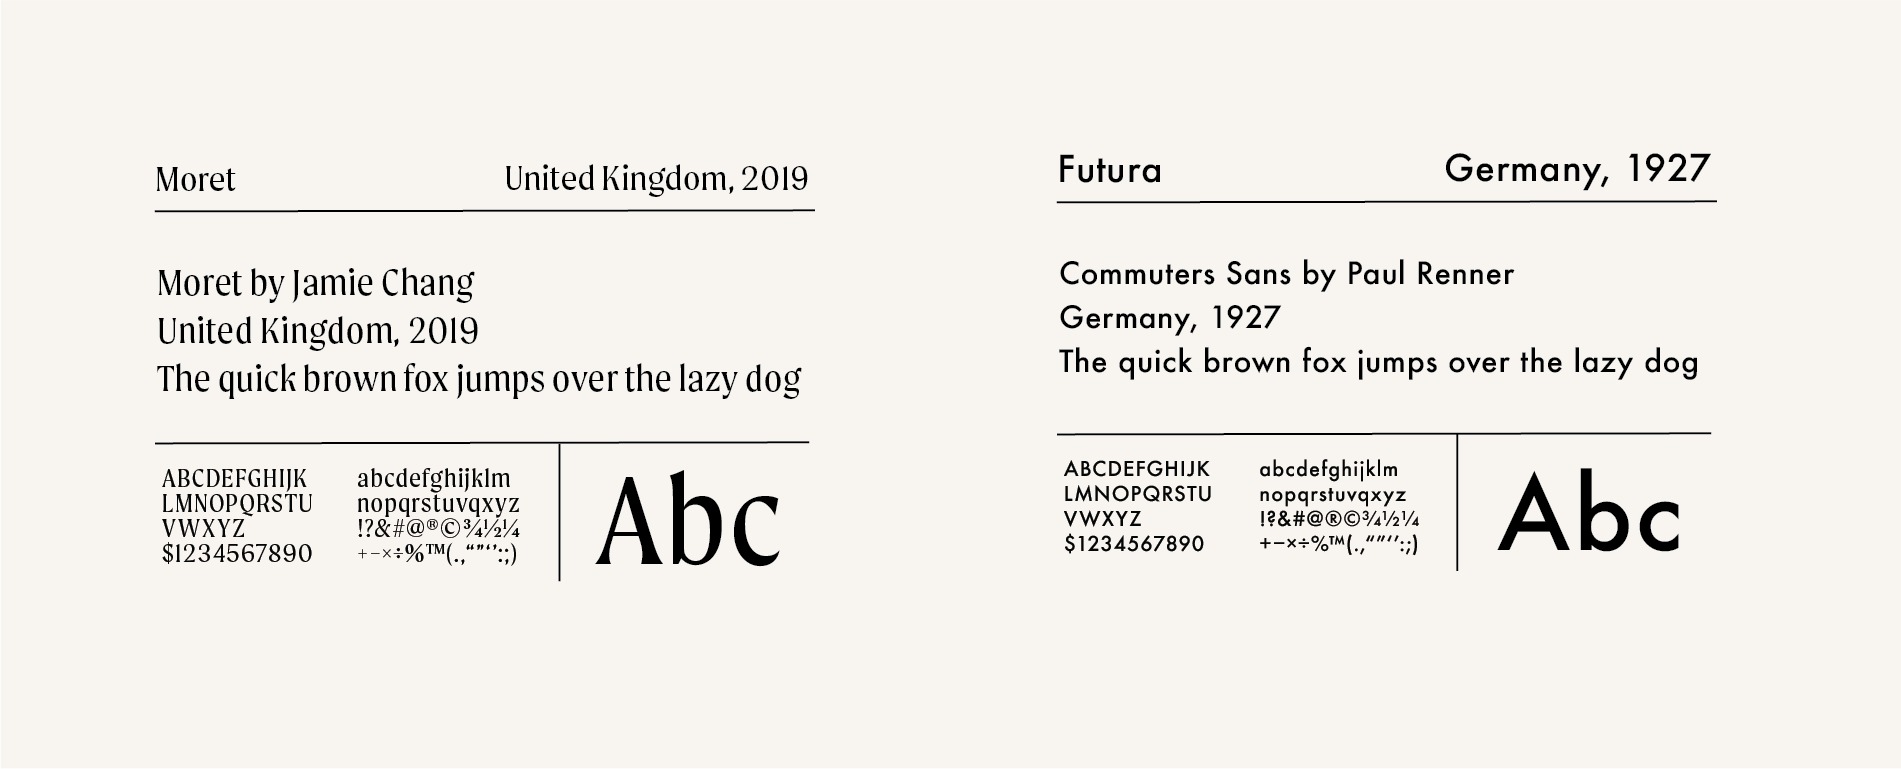 Moret
United Kingdom, 2019
Moret by Jamie Chang
United Kingdom, 2019
The quick brown fox jumps over the lazy dog
ABCDEFGHIJK
LMNOPQRSTU
VWXYZ
$1234567890
abcdefghijklm
nopqrstuvqxyz
!?&#@®©¾½¼
+−×÷%™(.,“”‘’:;)
Abc
Futura
Germany, 1927
Commuters Sans by Paul Renner
Germany, 1927
The quick brown fox jumps over the lazy dog
ABCDEFGHIJK
LMNOPQRSTU
VWXYZ
$1234567890
abcdefghijklm
nopqrstuvqxyz
!?&#@®©¾½¼
+−×÷%™(.,“”‘’:;)
Abc